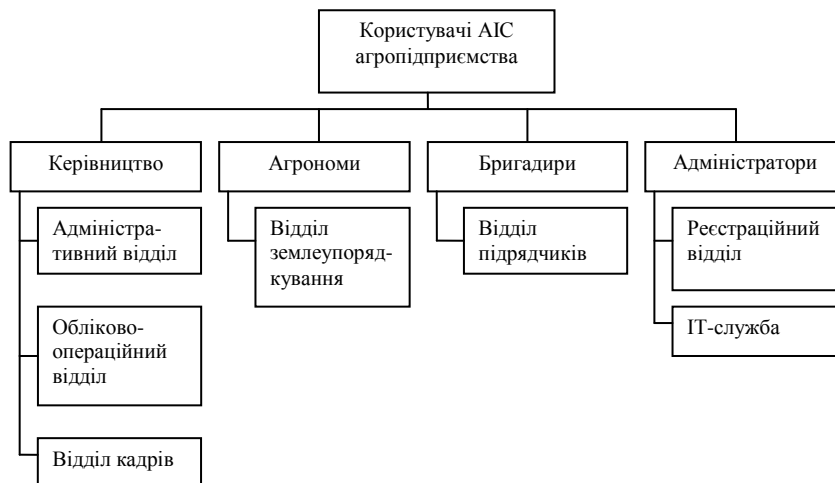 Користувачі АІС
агропідприємства
Керівництво
Агрономи
Бригадири
Адміністратори
Адміністра-
тивний відділ
Відділ
землеупоряд-
кування
Відділ
підрядчиків
Реєстраційний
відділ
Обліково-
операційний
відділ
ІТ-служба
Відділ кадрів